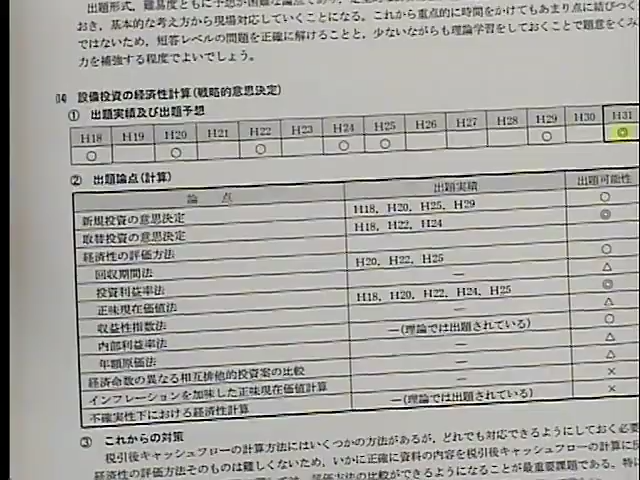 出題形式、難易度ともに予想が困難な論点であり、
おき、基本的な考え方から現場対応していくことになる。これから重点的に時間をかけてもあまり点に結びつ
ではないため、短答レベルの問題を正確に解けることと、少ないながらも理論学習をしておくことで題意をくみ
力を補強する程度でよいでしょう。
⒁ 設備投資の経済性計算(戦略的意思決定)
① 出題実績及び出題予想
H18 H19 H20 H21 H22 H23 H24 H25 H26 H27 H28 H29 H30 H31
○ ○ ○ ○ ○ ○ ◎
② 出題論点(計算)
論 点 出題実績 出題可能性
新規投資の意思決定 H18、H20、H25、H29 ○
取替投資の意思決定 H18、H22、H24 ◎
経済性の評価方法
回収期間法 H20、H22、H25 ○
投資利益率法 ― △
正味現在価値法 H18、H20、H22、H24、H25 ◎
収益性指数法 ― △
内部利益率法 ―(理論では出題されている) ○
年額原価法 ― △
経済命数の異なる相互排他的投資案の比較 ― △
インフレーションを加味した正味現在価値計算 ― ×
不確実性下における経済性計算 ―(理論では出題されている) ×
③ これからの対策
税引後キャッシュフローの計算方法にはいくつかの方法があるが、どれでも対応できるようにしておく必要
経済性の評価方法そのものは難しくないため、いかに正確に資料の内容を税引後キャッシュフローの計算に反
評価方法の比較ができるようになることが最重要課題である。特に